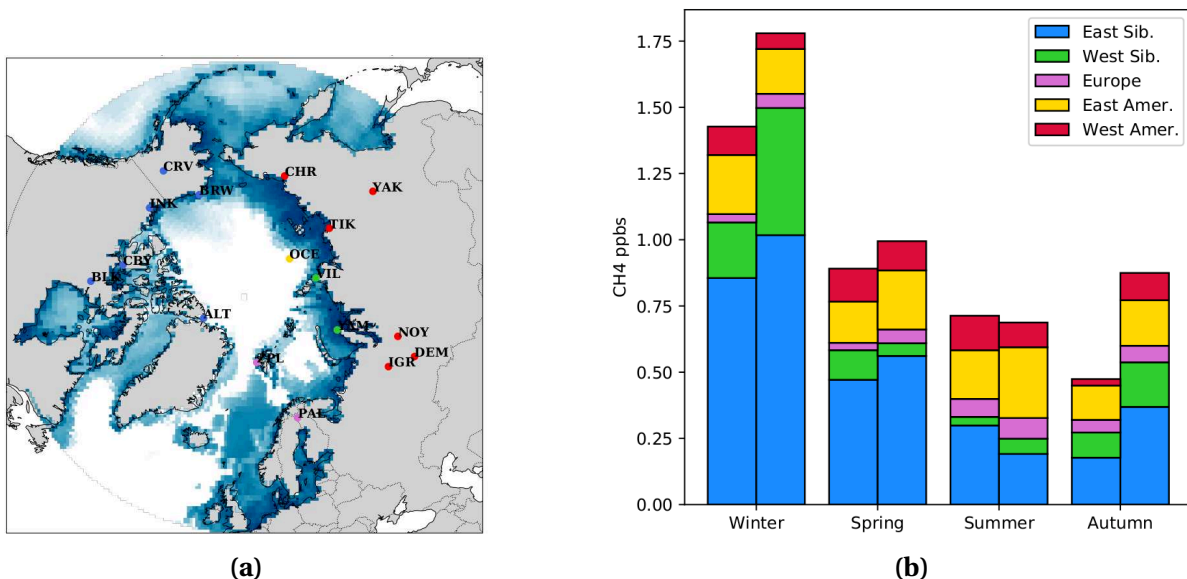 CRV
CHR
BRW
YAK
INK
TIK
OCE
CBY
BLK
VIL
ALT
YAM
NOY
DEM
JGR
ZPL
PAL
(a)
East Sib.
West Sib.
Europe
East Amer.
West Amer.
CH4 ppbs
1.75
1.50
1.25
1.00
0.75
0.50
0.25
0.00
Winter
Spring
Summer
Autumn
(b)